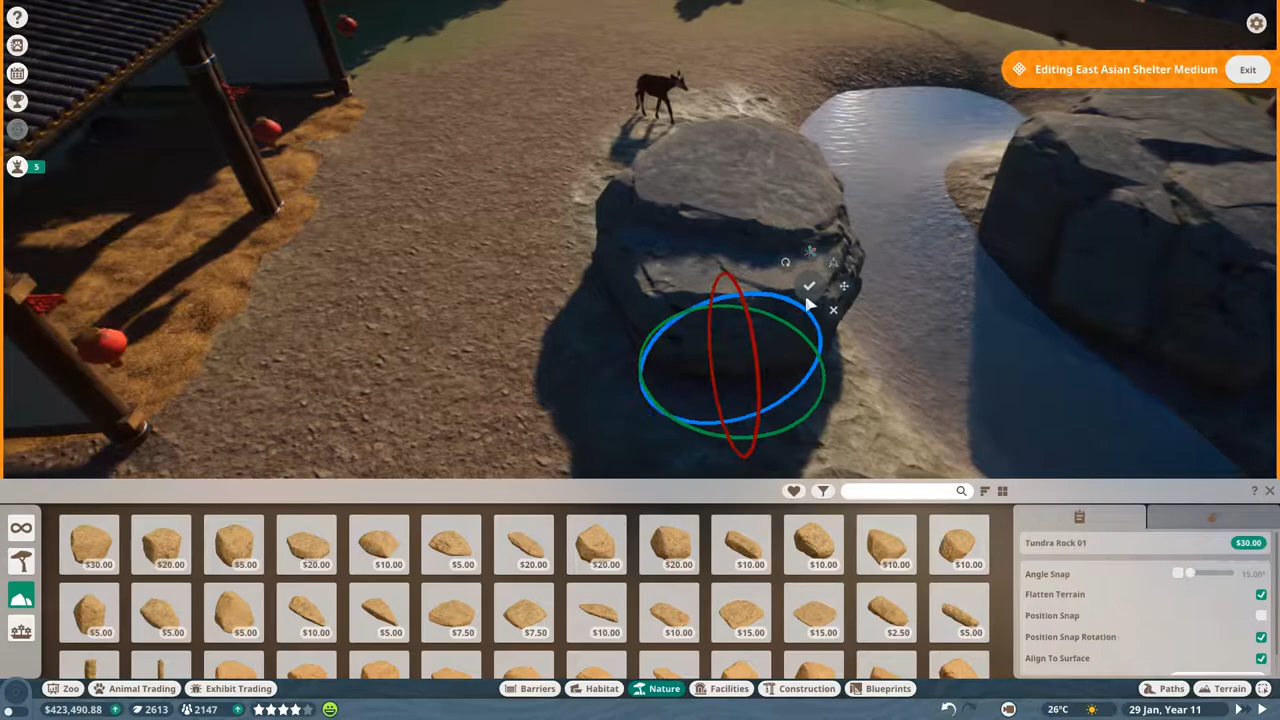 Editing East Asian Shelter Medium Exit
5
$30.00 $20.00 $5.00 $20.00 $10.00 $5.00 $20.00 $20.00 $20.00 $10.00 $10.00 $10.00 $10.00
$5.00 $5.00 $5.00 $10.00 $5.00 $7.50 $7.50 $10.00 $10.00 $15.00 $15.00 $2.50 $5.00
Tundra Rock 01 $30.00
Angle Snap 15.00°
Flatten Terrain
Position Snap
Position Snap Rotation
Align To Surface
Zoo Animal Trading Exhibit Trading Barriers Habitat Nature Facilities Construction Blueprints Paths Terrain
$423,490.88 2613 2147 26°C 29 Jan, Year 11